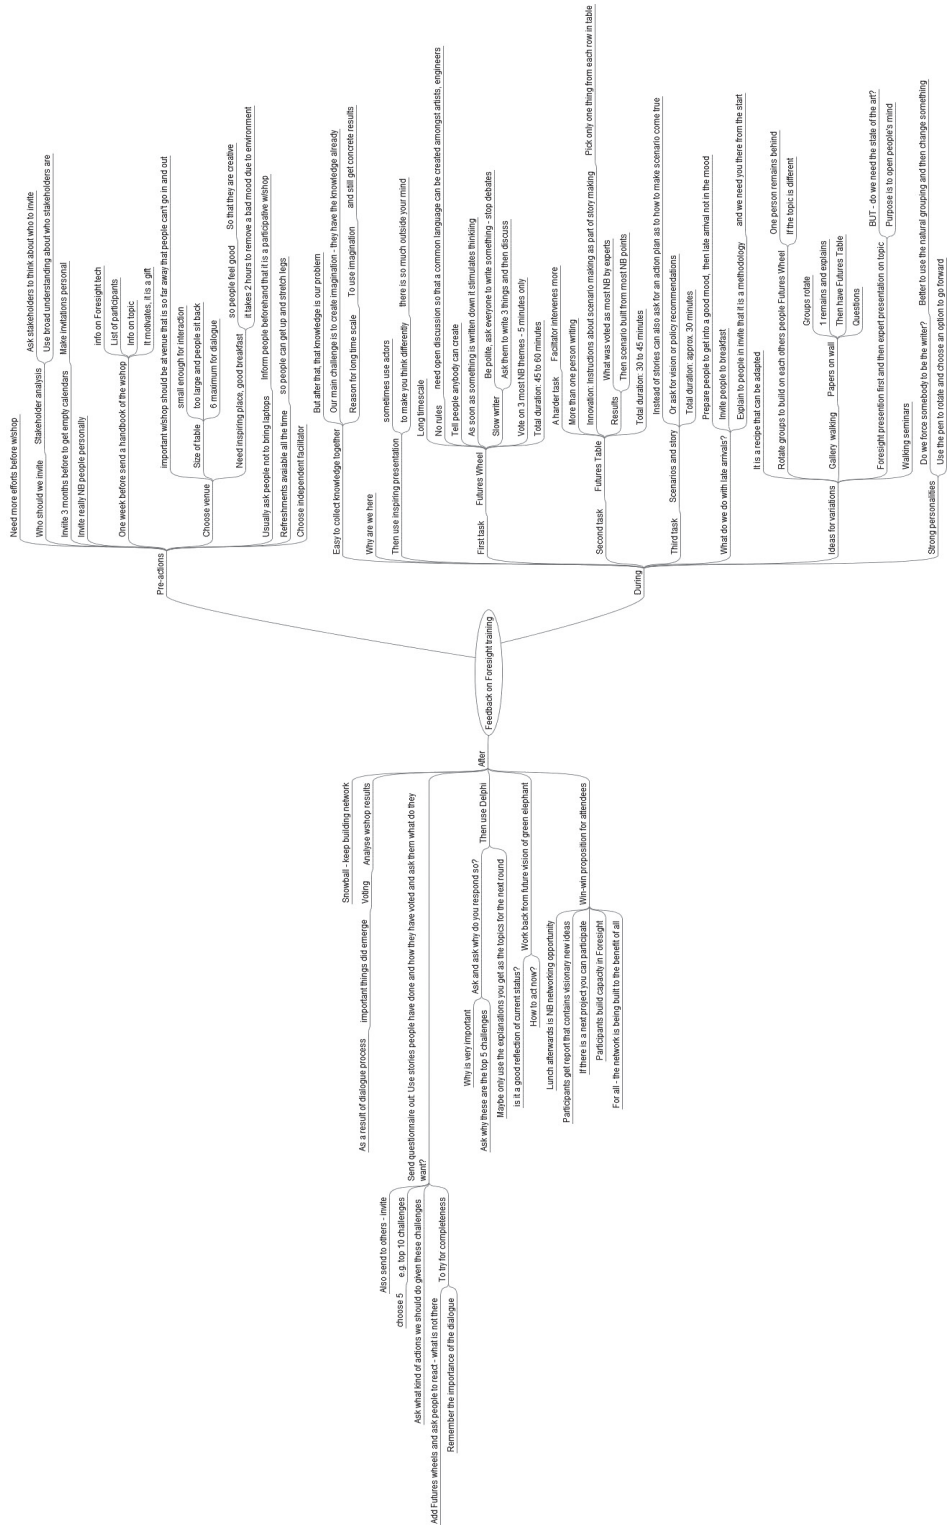 Feedback on Foresight training
Pre-actions
Need more efforts before w/shop
Who should we invite
Stakeholder analysis
Ask stakeholders to think about who to invite
Use broad understanding about who stakeholders are
Invitie 3 months before to get empty calendars
Make invitations personal
Invite really NB people personally
One week before send a handbook of the wshop
info on Foresight tech
List of participants
Info on topic
It motivates, it is a gift
Choose venue
important w/shop should be at venue that is so far away that people can't go in and out
Size of table
small enough for interaction
too large and people sit back
6 maximum for dialogue
Need inspiring place, good breakfast
so people feel good
So that they are creative
it takes 2 hours to remove a bad mood due to environment
Usually ask people not to bring laptops
Inform people beforehand that it is a participative w/shop
Refreshments avaiable all the time
so people can get up and stretch legs
Choose independent facilitator
During
Easy to collect knowledge together
But after that, that knowledge is our problem
Our main challenge is to create imagination - they have the knowledge already
Reason for long time scale
To use imagination
and still get concrete results
Why are we here
Then use inspiring presentation
sometimes use actors
to make you think differently
there is so much outside your mind
First task
Futures Wheel
Long timescale
No rules
need open discussion so that a common language can be created amongst artists, engineers
Tell people anybody can create
As soon as something is written down it stimulates thinking
Slow writer
Be polite, ask everyone to write something - stop debates
Ask them to write 3 things and then discuss
Vote on 3 most NB themes - 5 minutes only
Total duration: 45 to 60 minutes
Second task
Futures Table
A harder task
Facilitator intervenes more
More than one person writing
Innovation: instructions about scenario making as part of story making
Pick only one thing from each row in table
Results
What was voted as most NB by experts
Then scenario built from most NB points
Total duration: 30 to 45 minutes
Third task
Scenarios and story
Instead of stories can also ask for an action plan as to how to make scenario come true
Or ask for vision or policy recommendations
Total duration: approx. 30 minutes
What do we do with late arrivals?
Prepare people to get into a good mood, then late arrival not in the mood
Invite people to breakfast
Explain to people in invite that it is a methodology
and we need you there from the start
Ideas for variations
It is a recipe that can be adapted
Rotate groups to build on each others people Futures Wheel
One person remains behind
If the topic is different
Gallery walking
Papers on wall
Groups rotate
1 remains and explains
Then have Futures Table
Questions
Foresight presention first and then expert presentation on topic
BUT - do we need the state of the art?
Purpose is to open people's mind
Walking seminars
Strong personalities
Do we force somebody to be the writer?
Better to use the natural grouping and then change something
Use the pen to rotate and choose an option to go forward
After
Snowball - keep building network
Analyse wshop results
Voting
important things did emerge
As a result of dialogue process
Send questionnaire out: Use stories people have done and how they have voted and ask them what do they
want?
Also send to others - invite
e.g. top 10 challenges
choose 5
Ask what kind of actions we should do given these challenges
To try for completeness
Add Futures wheels and ask people to react - what is not there
Remember the importance of the dialogue
Then use Delphi
Ask and ask why do you respond so?
Why is very important
Ask why these are the top 5 challenges
Maybe only use the explanations you get as the topics for the next round
Work back from future vision of green elephant
is it a good reflection of current status?
How to act now?
Win-win proposition for attendees
Lunch afterwards is NB networking opportunity
Participants get report that contains visionary new ideas
If there is a next project you can participate
Participants build capacity in Foresight
For all - the network is being built to the benefit of all